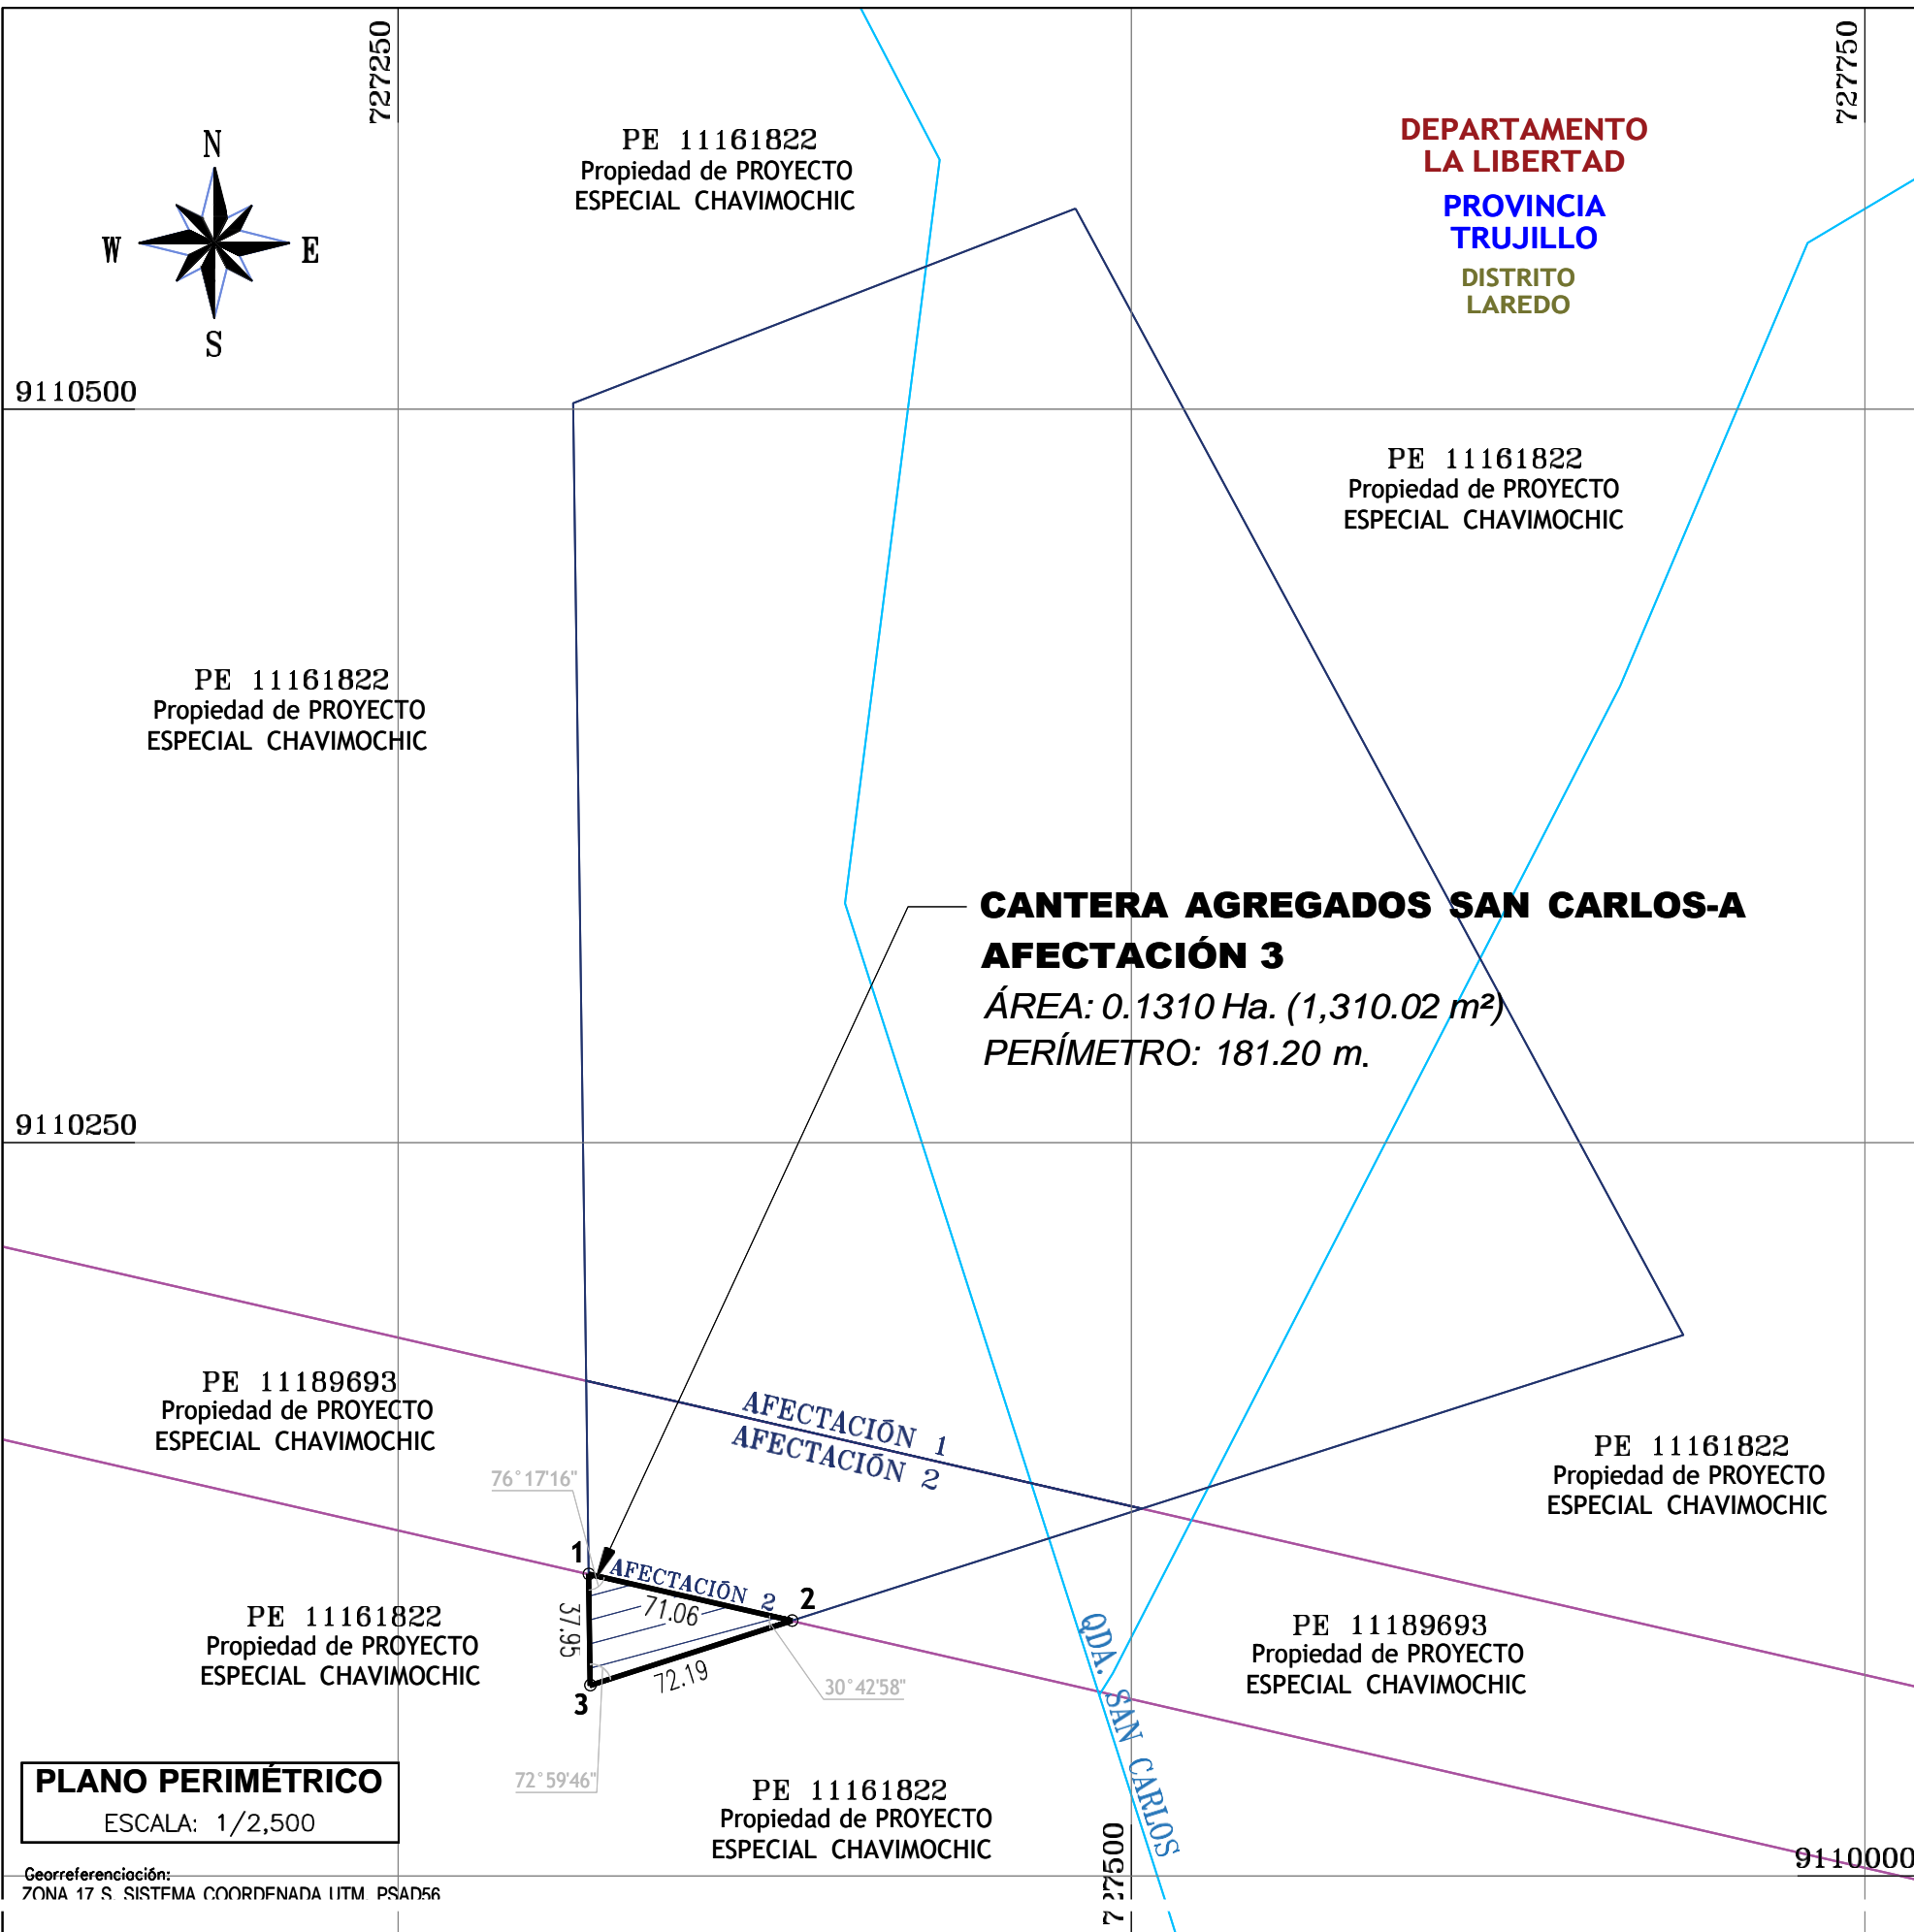 727250
727750
N
W
E
S
PE 11161822
Propiedad de PROYECTO
ESPECIAL CHAVIMOCHIC
DEPARTAMENTO
LA LIBERTAD
PROVINCIA
TRUJILLO
DISTRITO
LAREDO
9110500
PE 11161822
Propiedad de PROYECTO
ESPECIAL CHAVIMOCHIC
PE 11161822
Propiedad de PROYECTO
ESPECIAL CHAVIMOCHIC
CANTERA AGREGADOS SAN CARLOS-A
AFECTACIÓN 3
ÁREA: 0.1310 Ha. (1,310.02 m²)
PERÍMETRO: 181.20 m.
9110250
PE 11189693
Propiedad de PROYECTO
ESPECIAL CHAVIMOCHIC
AFECTACIÓN 1
AFECTACIÓN 2
PE 11161822
Propiedad de PROYECTO
ESPECIAL CHAVIMOCHIC
76°17'16"
1
AFECTACIÓN 2
2
71.06
37.95
72.19
3
30°42'58"
72°59'46"
PE 11161822
Propiedad de PROYECTO
ESPECIAL CHAVIMOCHIC
QDA. SAN CARLOS
PE 11189693
Propiedad de PROYECTO
ESPECIAL CHAVIMOCHIC
PLANO PERIMÉTRICO
ESCALA: 1/2,500
PE 11161822
Propiedad de PROYECTO
ESPECIAL CHAVIMOCHIC
727500
9110000
Georreferenciación:
ZONA 17 S, SISTEMA COORDENADA UTM, PSAD56